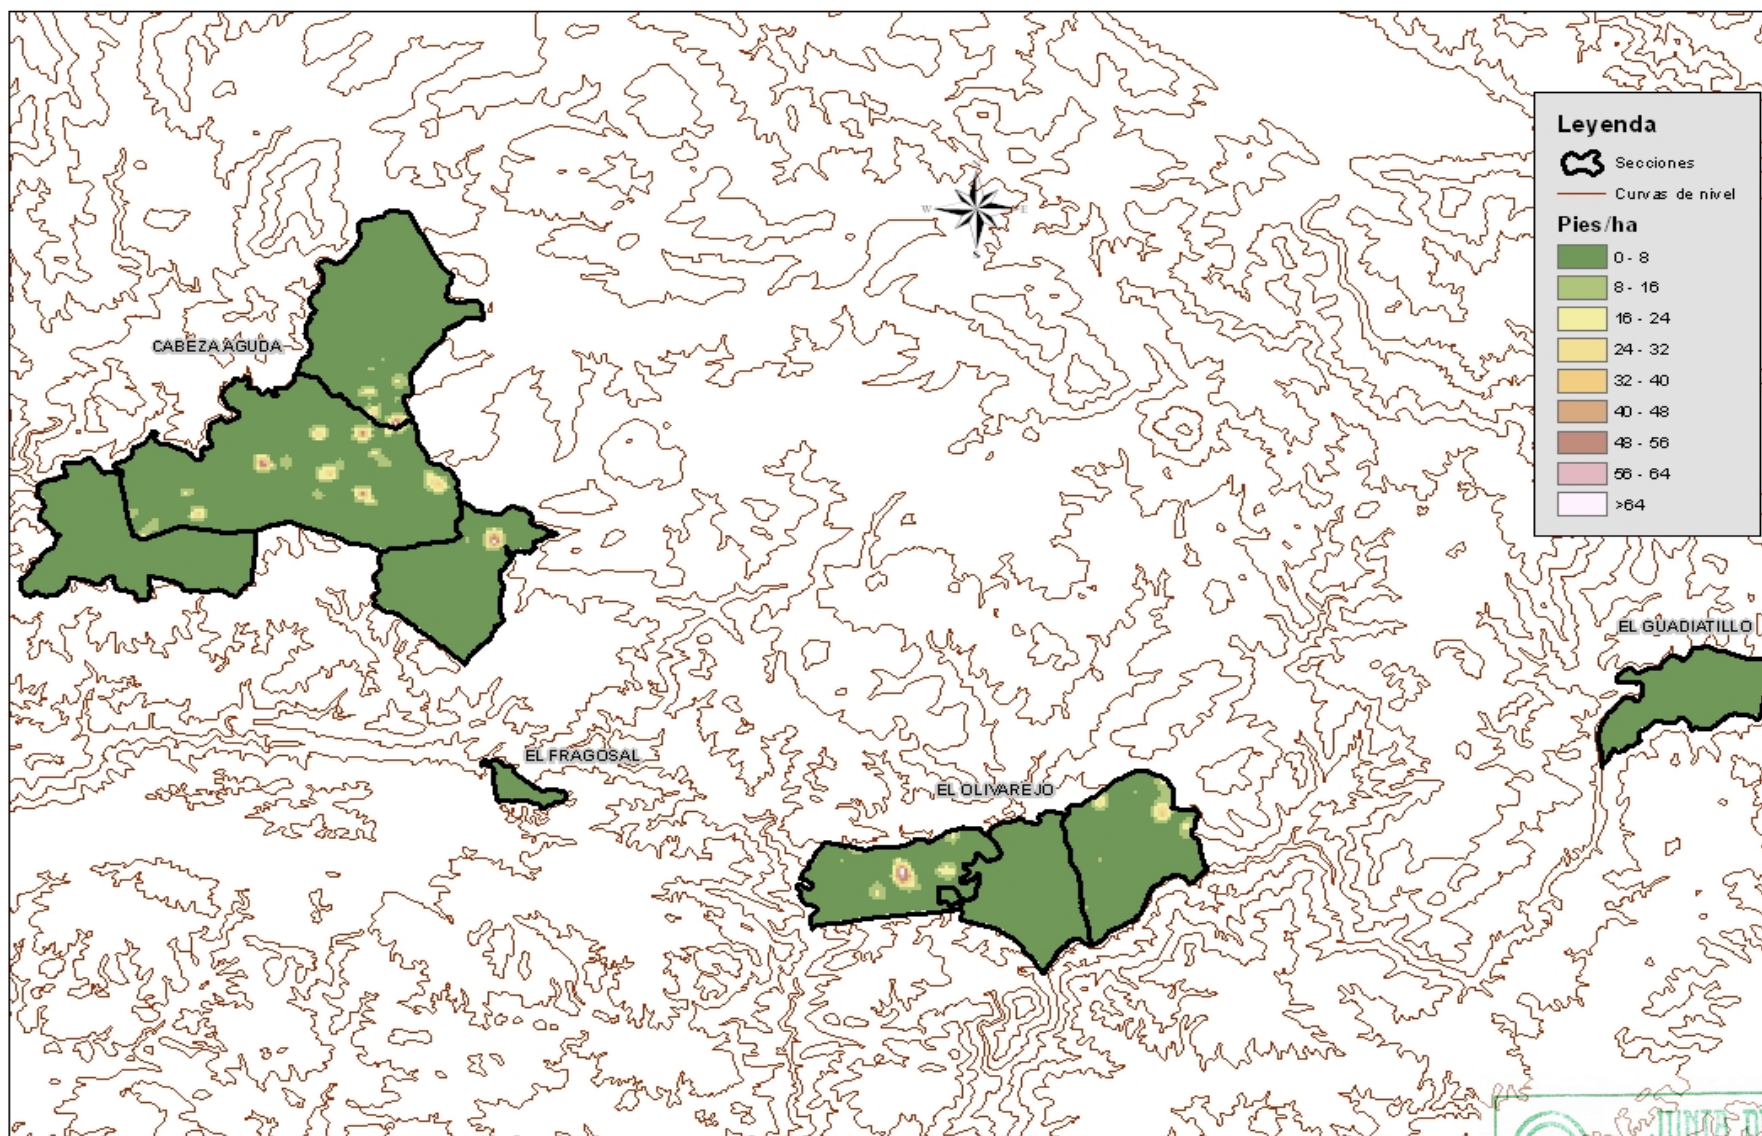 Leyenda
Secciones
Curvas de nivel
Pies/ha
0 - 8
8 - 16
16 - 24
24 - 32
32 - 40
40 - 48
48 - 56
56 - 64
>64
W
E
S
CABEZA AGUDA
EL GUADIATILLO
EL FRAGOSAL
EL OLIVAREJO
JUNTA D